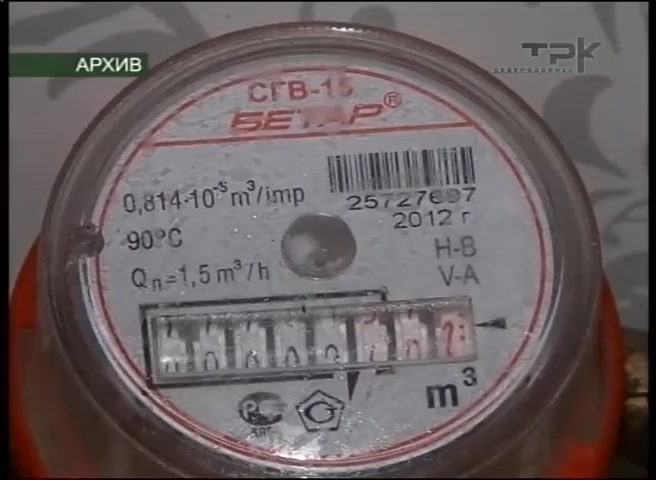 АРХИВ
ТРК
СЕВЕРОДВИНСК
СГВ-15
БЕТАР®
0,814·10⁻⁵ m³/imp
25727697
2012 г
90°C
H-B
Qn=1,5 m³/h
V-A
m³